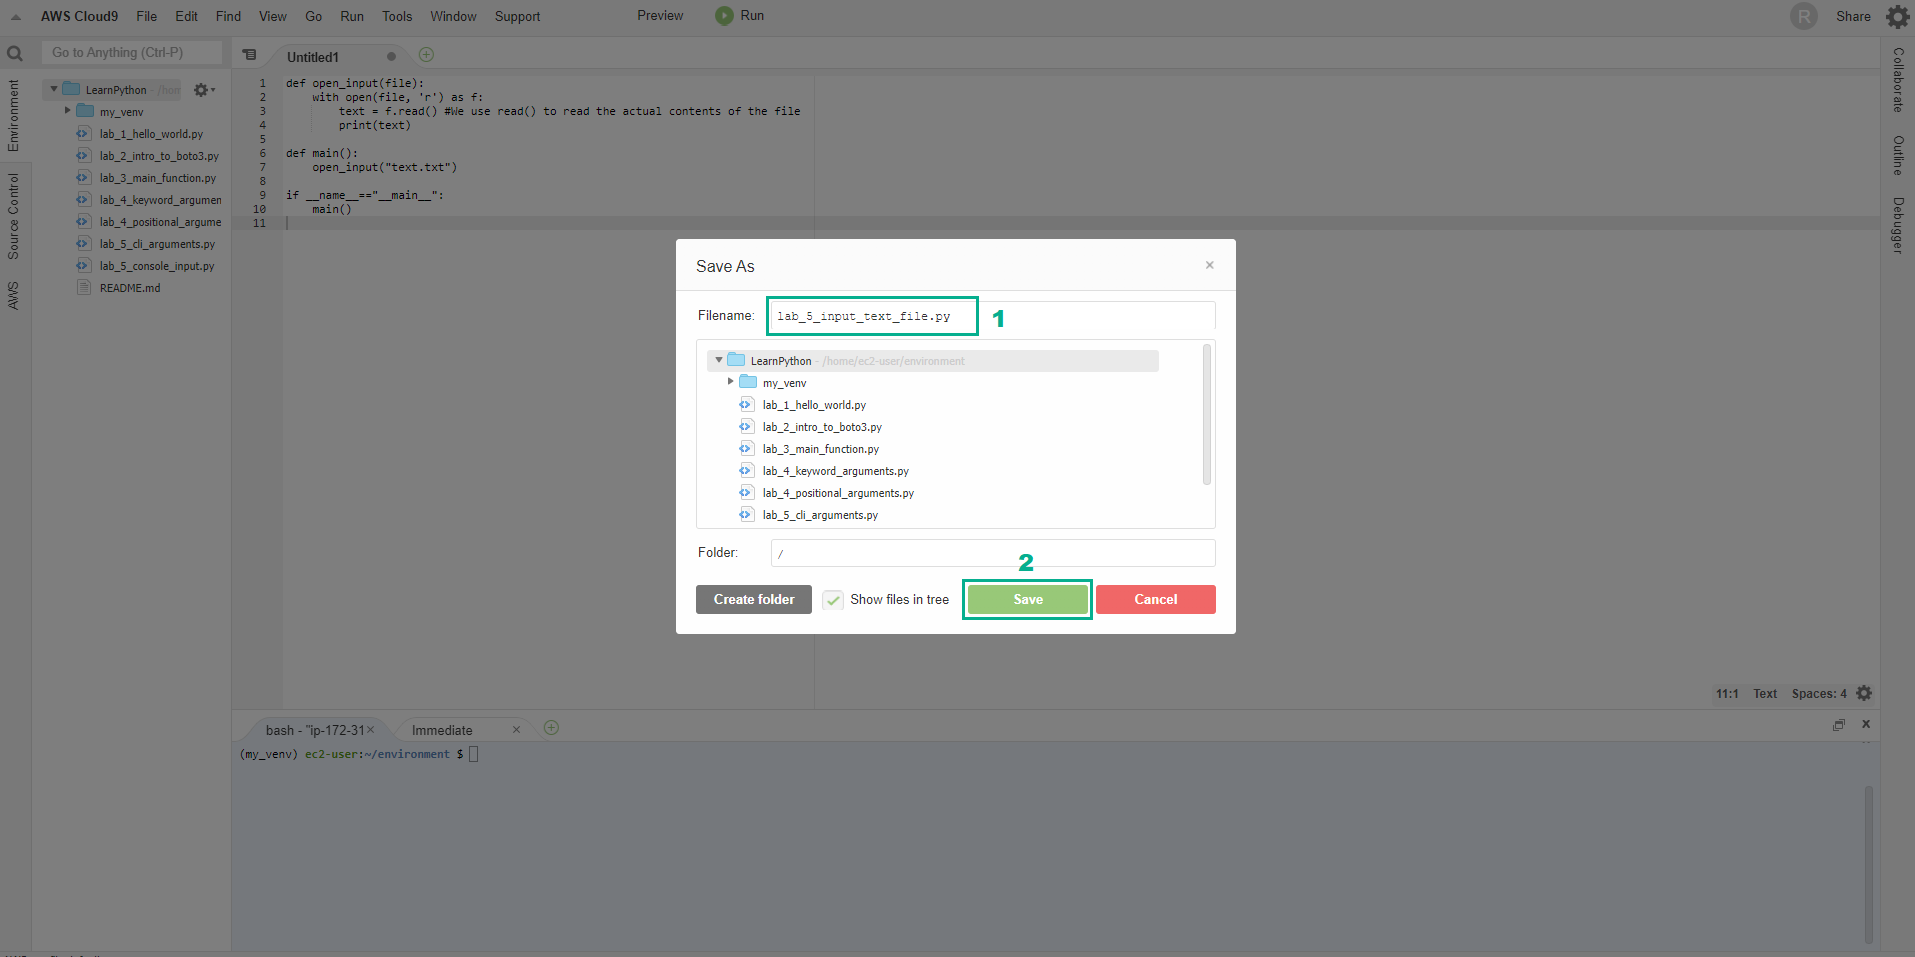 AWS Cloud9 File Edit Find View Go Run Tools Window Support Preview Run R Share
Go to Anything (Ctrl-P)
Environment
Source Control
AWS
LearnPython - /hom
my_venv
lab_1_hello_world.py
lab_2_intro_to_boto3.py
lab_3_main_function.py
lab_4_keyword_argumen
lab_4_positional_argume
lab_5_cli_arguments.py
lab_5_console_input.py
README.md
Untitled1
1 def open_input(file):
2 with open(file, 'r') as f:
3 text = f.read() #We use read() to read the actual contents of the file
4 print(text)
5
6 def main():
7 open_input("text.txt")
8
9 if __name__=="__main__":
10 main()
11
Collaborate
Outline
Debugger
Save As ×
Filename: lab_5_input_text_file.py 1
LearnPython - /home/ec2-user/environment
my_venv
lab_1_hello_world.py
lab_2_intro_to_boto3.py
lab_3_main_function.py
lab_4_keyword_arguments.py
lab_4_positional_arguments.py
lab_5_cli_arguments.py
Folder: /
2
Create folder Show files in tree Save Cancel
11:1 Text Spaces: 4
bash - "ip-172-31 × Immediate ×
(my_venv) ec2-user:~/environment $